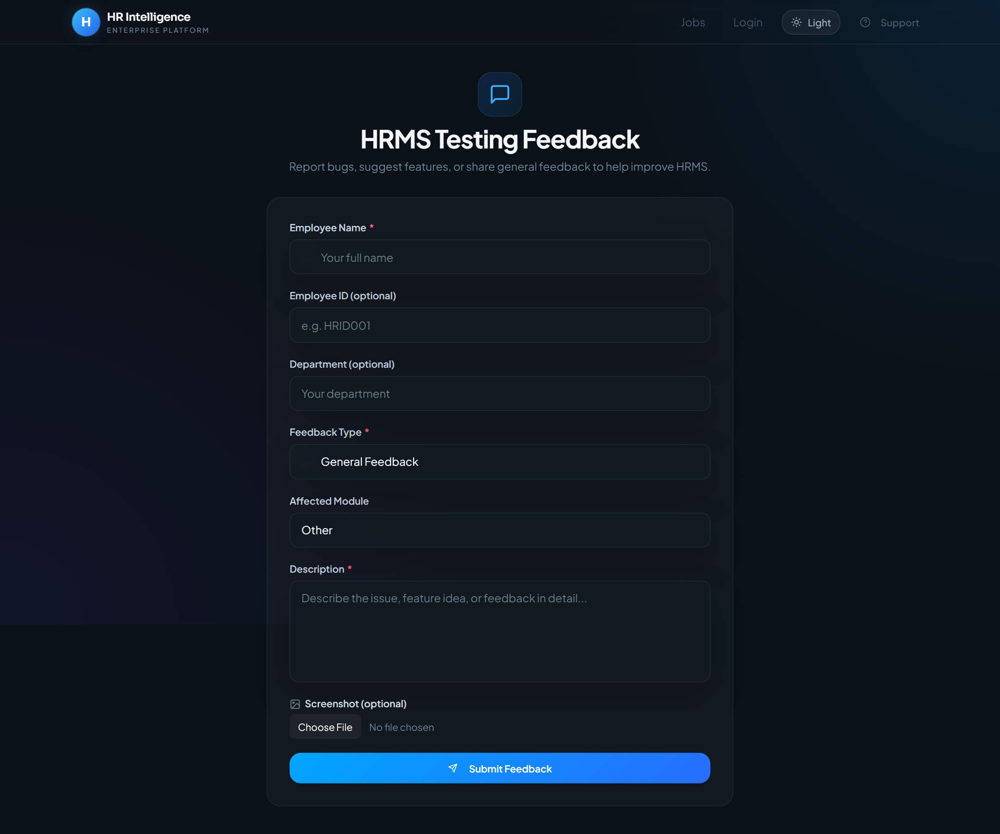 H
HR Intelligence
ENTERPRISE PLATFORM
Jobs
Login
Light
Support
HRMS Testing Feedback
Report bugs, suggest features, or share general feedback to help improve HRMS.
Employee Name *
Your full name
Employee ID (optional)
e.g. HRID001
Department (optional)
Your department
Feedback Type *
General Feedback
Affected Module
Other
Description *
Describe the issue, feature idea, or feedback in detail...
Screenshot (optional)
Choose File No file chosen
Submit Feedback